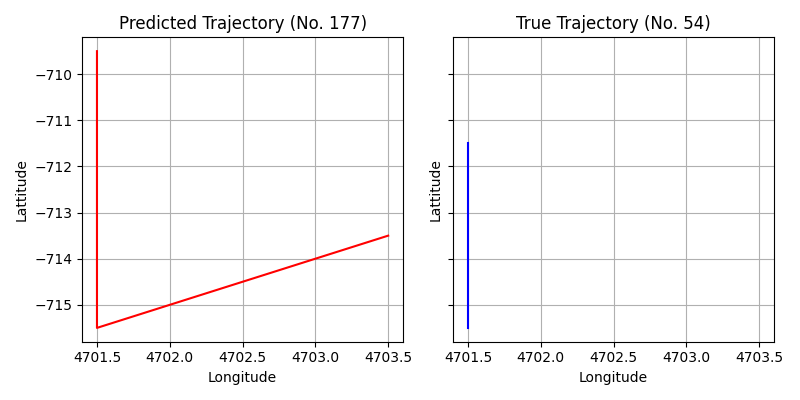 Predicted Trajectory (No. 177)
Lattitude
−710
−711
−712
−713
−714
−715
4701.5 4702.0 4702.5 4703.0 4703.5
Longitude
True Trajectory (No. 54)
Lattitude
4701.5 4702.0 4702.5 4703.0 4703.5
Longitude